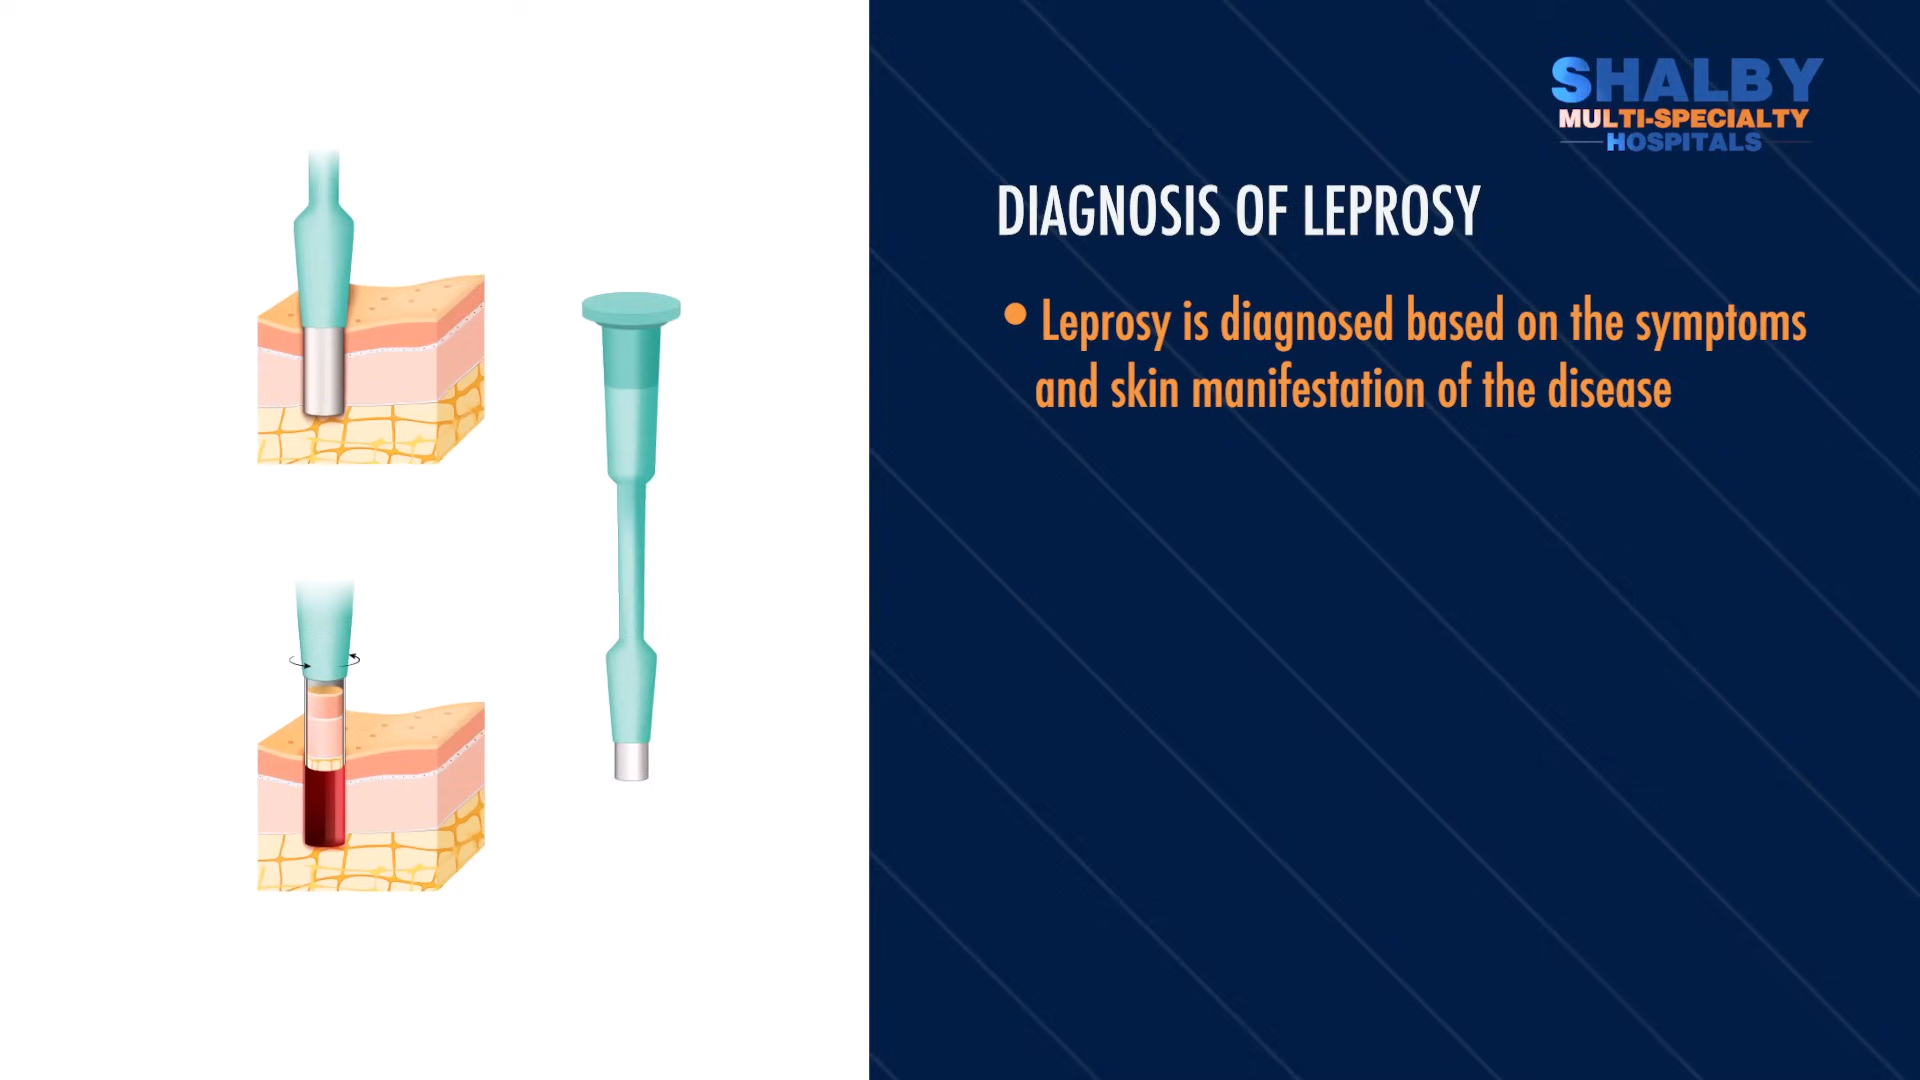 SHALBY
MULTI-SPECIALTY
HOSPITALS
DIAGNOSIS OF LEPROSY
• Leprosy is diagnosed based on the symptoms
and skin manifestation of the disease